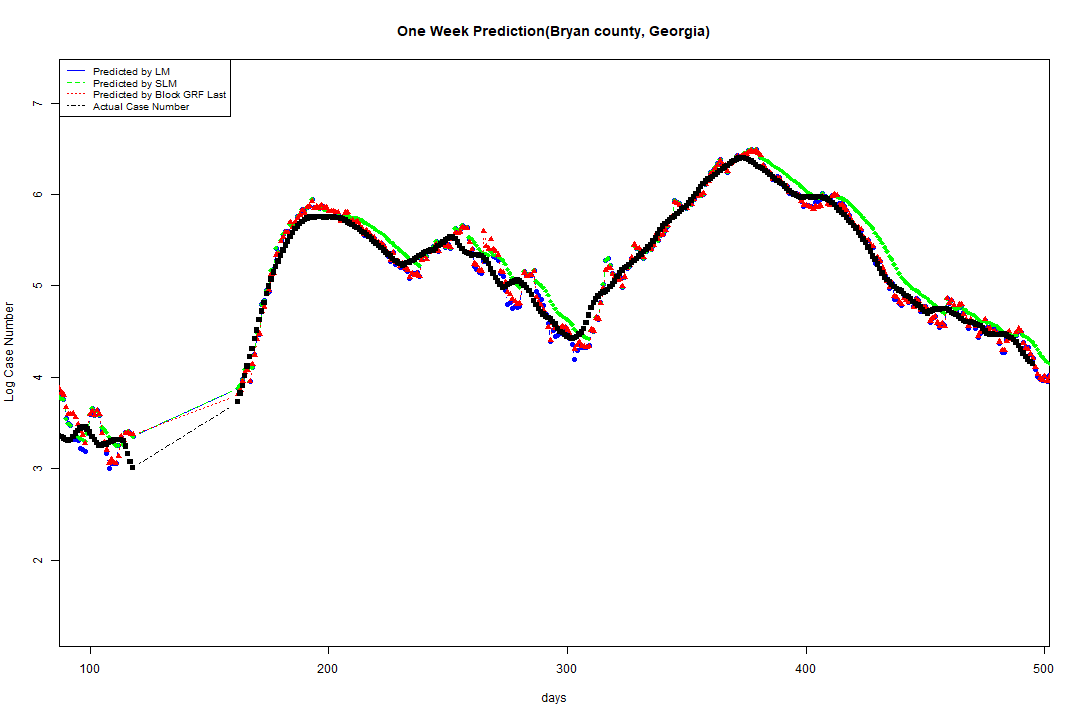 One Week Prediction(Bryan county, Georgia)
Predicted by LM
Predicted by SLM
Predicted by Block GRF Last
Actual Case Number
7
6
5
4
3
2
Log Case Number
100 200 300 400 500
days